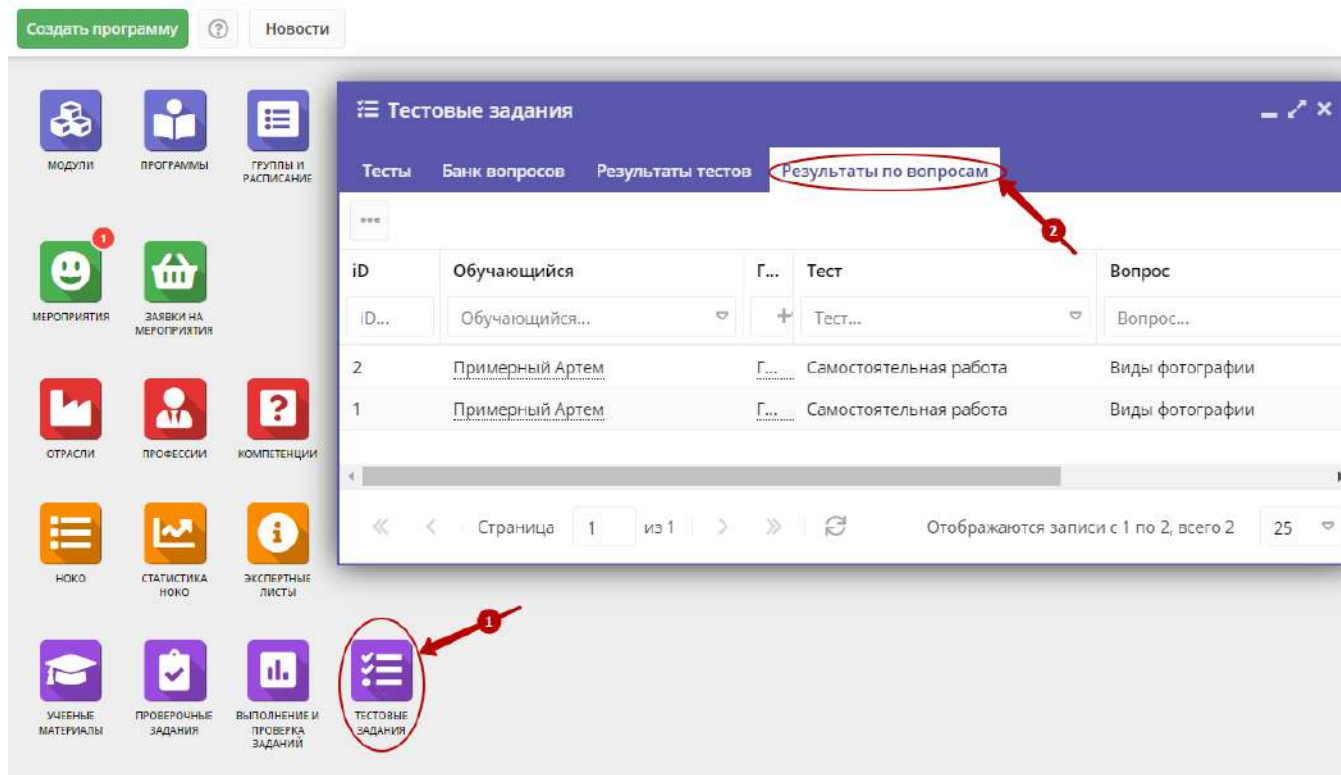 Создать программу
?
Новости
МОДУЛИ
ПРОГРАММЫ
ГРУППЫ И
РАСПИСАНИЕ
1
МЕРОПРИЯТИЯ
ЗАЯВКИ НА
МЕРОПРИЯТИЯ
ОТРАСЛИ
ПРОФЕССИИ
?
КОМПЕТЕНЦИИ
НОКО
СТАТИСТИКА
НОКО
i
ЭКСПЕРТНЫЕ
ЛИСТЫ
УЧЕБНЫЕ
МАТЕРИАЛЫ
ПРОВЕРОЧНЫЕ
ЗАДАНИЯ
ВЫПОЛНЕНИЕ И
ПРОВЕРКА
ЗАДАНИЙ
ТЕСТОВЫЕ
ЗАДАНИЯ
1
Тестовые задания
Тесты Банк вопросов Результаты тестов Результаты по вопросам
2
iD Обучающийся Г... Тест Вопрос
iD... Обучающийся... Тест... Вопрос...
2 Примерный Артем Г... Самостоятельная работа Виды фотографии
1 Примерный Артем Г... Самостоятельная работа Виды фотографии
Страница 1 из 1 Отображаются записи с 1 по 2, всего 2 25